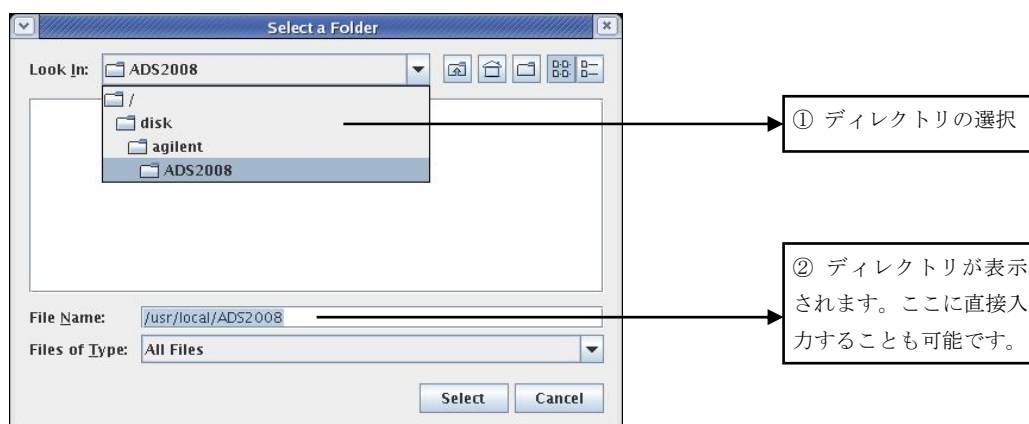 Select a Folder
Look In: ADS2008
/
disk
agilent
ADS2008
File Name: /usr/local/ADS2008
Files of Type: All Files
Select Cancel
① ディレクトリの選択
② ディレクトリが表示
されます。ここに直接入
力することも可能です。